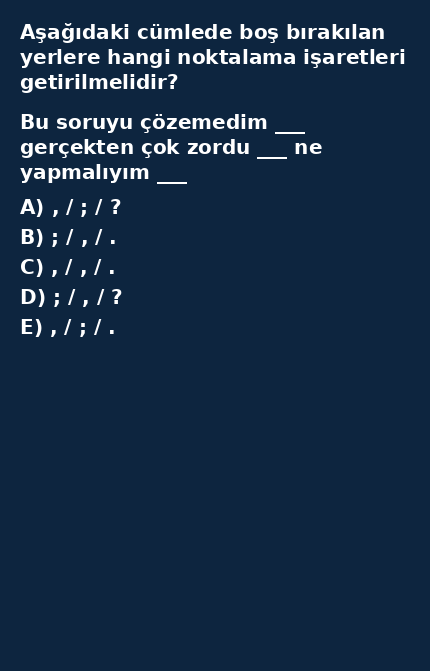 Aşağıdaki cümlede boş bırakılan
yerlere hangi noktalama işaretleri
getirilmelidir?
Bu soruyu çözemedim ___
gerçekten çok zordu ___ ne
yapmalıyım ___
A) , / ; / ?
B) ; / , / .
C) , / , / .
D) ; / , / ?
E) , / ; / .